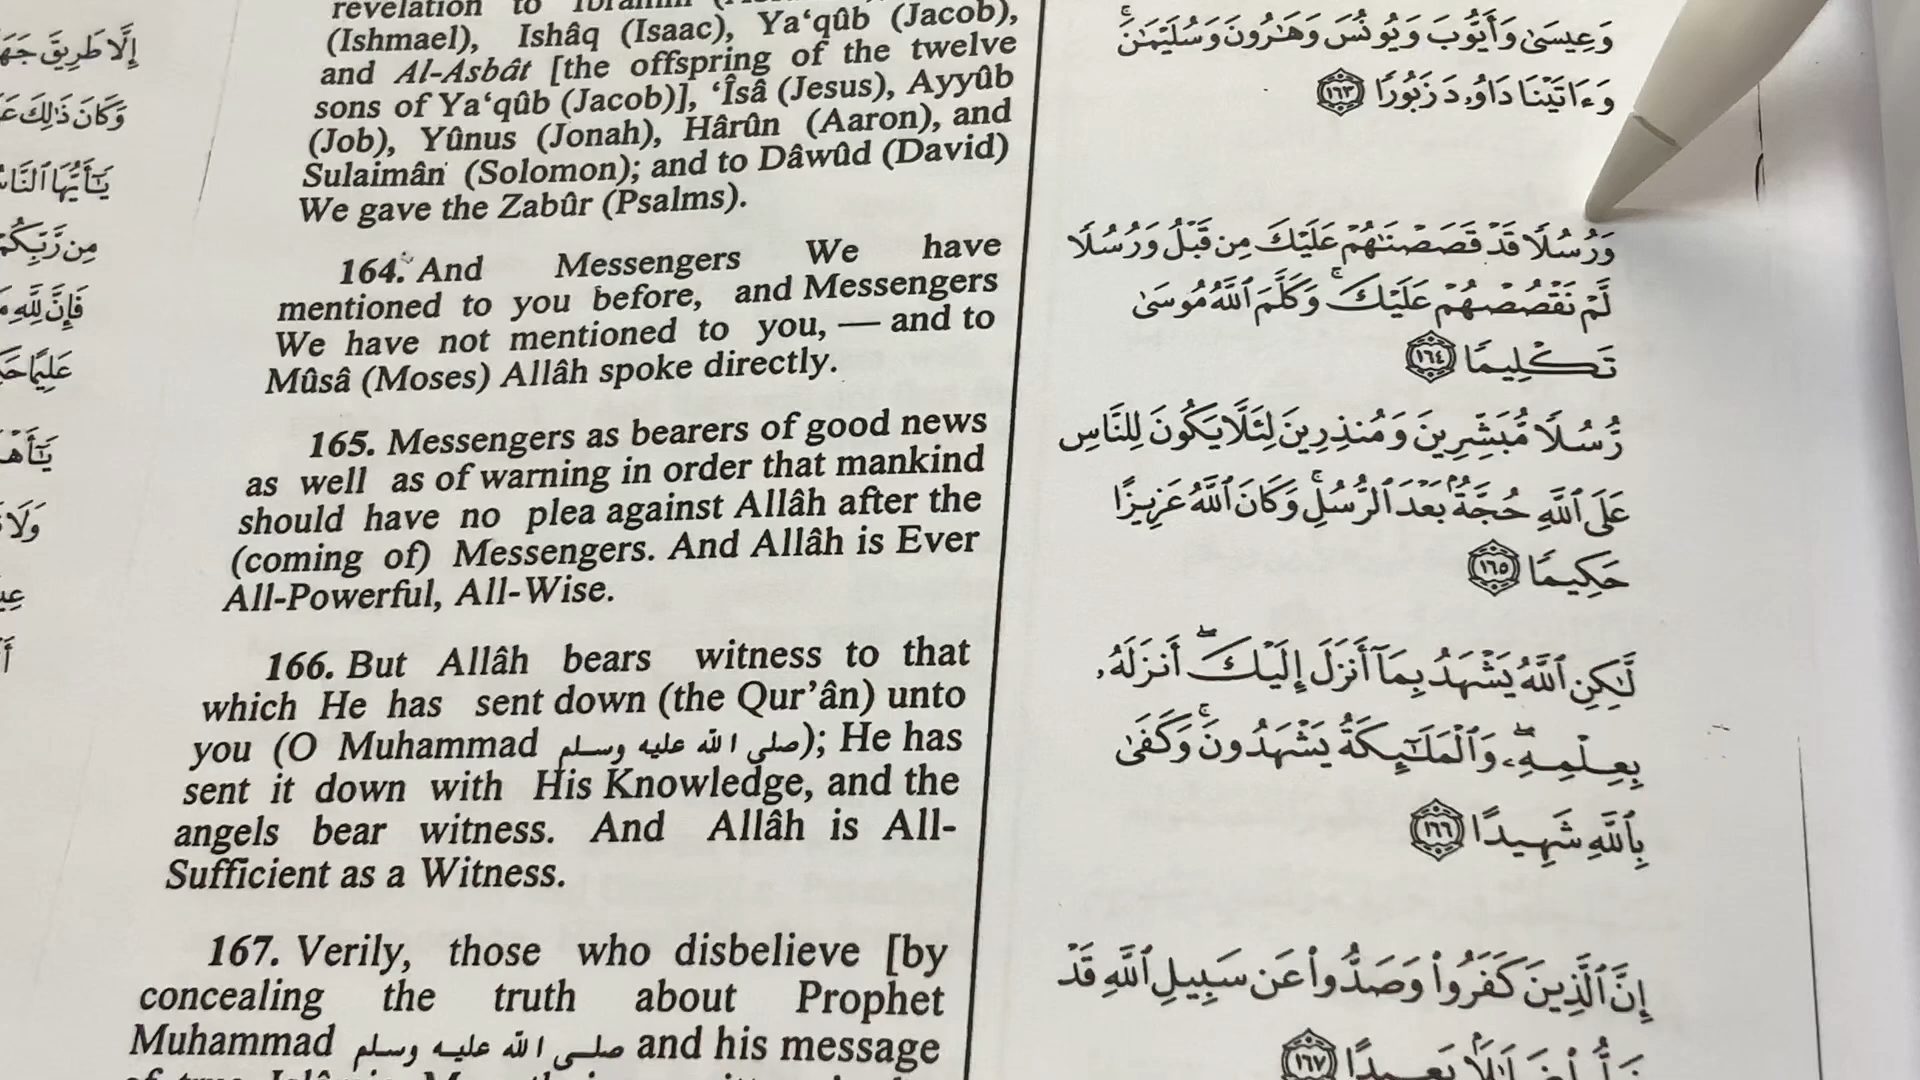 revelation to
(Ishmael), Ishâq (Isaac), Ya‘qûb (Jacob),
and Al-Asbât [the offspring of the twelve
sons of Ya‘qûb (Jacob)], ‘Îsâ (Jesus), Ayyûb
(Job), Yûnus (Jonah), Hârûn (Aaron), and
Sulaimân (Solomon); and to Dâwûd (David)
We gave the Zabûr (Psalms).
164. And Messengers We have
mentioned to you before, and Messengers
We have not mentioned to you, — and to
Mûsâ (Moses) Allâh spoke directly.
165. Messengers as bearers of good news
as well as of warning in order that mankind
should have no plea against Allâh after the
(coming of) Messengers. And Allâh is Ever
All-Powerful, All-Wise.
166. But Allâh bears witness to that
which He has sent down (the Qur’ân) unto
you (O Muhammad صلى الله عليه وسلم); He has
sent it down with His Knowledge, and the
angels bear witness. And Allâh is All-
Sufficient as a Witness.
167. Verily, those who disbelieve [by
concealing the truth about Prophet
Muhammad صلى الله عليه وسلم and his message
وَعِيسَىٰ وَأَيُّوبَ وَيُونُسَ وَهَٰرُونَ وَسُلَيْمَٰنَ ۚ
وَءَاتَيْنَا دَاوُۥدَ زَبُورًا ١٦٣
وَرُسُلًا قَدْ قَصَصْنَٰهُمْ عَلَيْكَ مِن قَبْلُ وَرُسُلًا
لَّمْ نَقْصُصْهُمْ عَلَيْكَ ۚ وَكَلَّمَ ٱللَّهُ مُوسَىٰ
تَكْلِيمًا ١٦٤
رُّسُلًا مُّبَشِّرِينَ وَمُنذِرِينَ لِئَلَّا يَكُونَ لِلنَّاسِ
عَلَى ٱللَّهِ حُجَّةٌۢ بَعْدَ ٱلرُّسُلِ ۚ وَكَانَ ٱللَّهُ عَزِيزًا
حَكِيمًا ١٦٥
لَّٰكِنِ ٱللَّهُ يَشْهَدُ بِمَآ أَنزَلَ إِلَيْكَ ۖ أَنزَلَهُۥ
بِعِلْمِهِۦ ۖ وَٱلْمَلَٰٓئِكَةُ يَشْهَدُونَ ۚ وَكَفَىٰ
بِٱللَّهِ شَهِيدًا ١٦٦
إِنَّ ٱلَّذِينَ كَفَرُوا۟ وَصَدُّوا۟ عَن سَبِيلِ ٱللَّهِ قَدْ
بَعِيدًا ١٦٧
إِلَّا طَرِيقَ
وَكَانَ ذَٰلِكَ
يَٰٓأَيُّهَا
مِن رَّبِّكُمْ
فَإِنَّ لِلَّهِ
عَلِيمًا
وَلَا